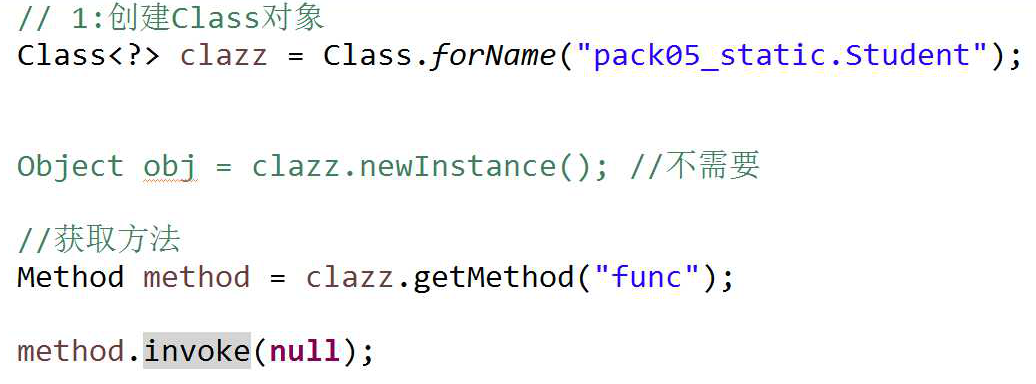 // 1:创建Class对象
Class<?> clazz = Class.forName("pack05_static.Student");
Object obj = clazz.newInstance(); //不需要
//获取方法
Method method = clazz.getMethod("func");
method.invoke(null);